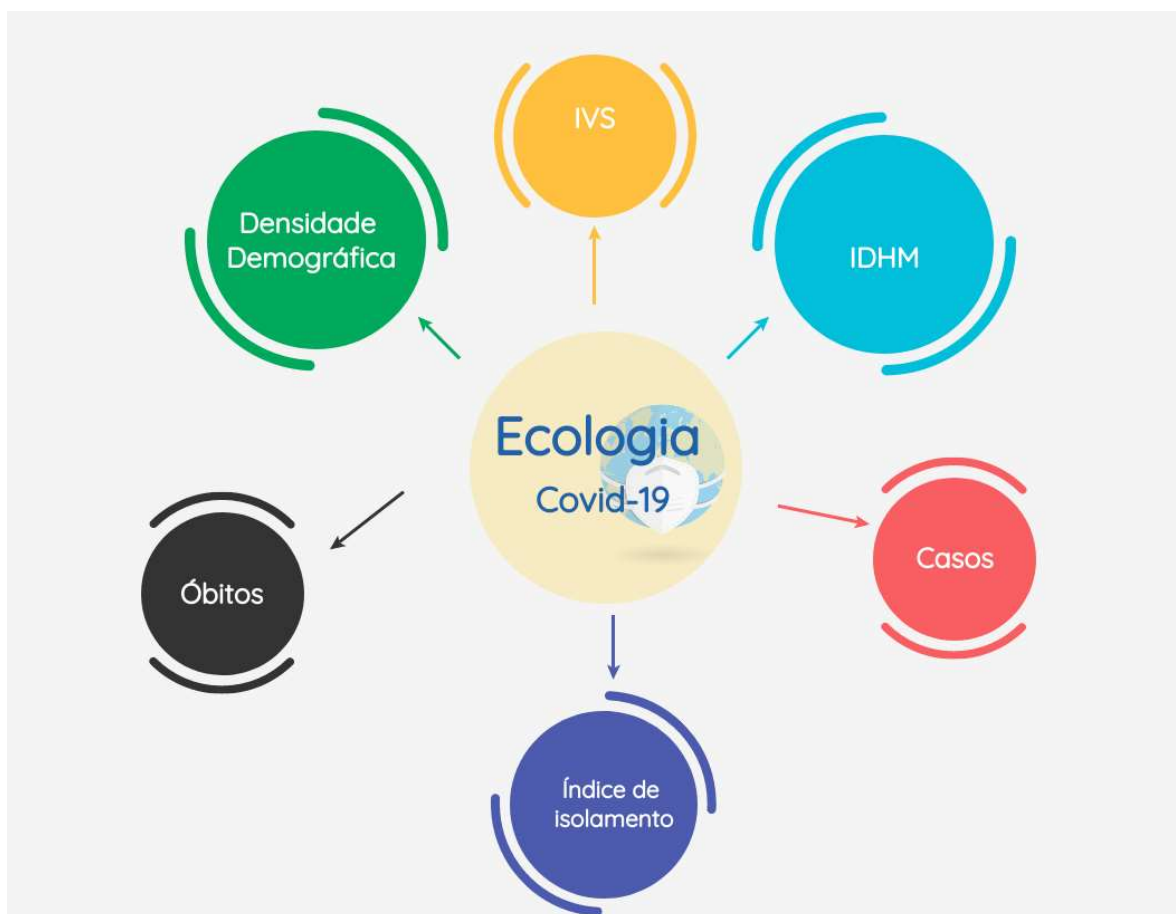 IVS
Densidade
Demográfica
IDHM
Ecologia
Covid-19
Casos
Óbitos
Índice de
isolamento